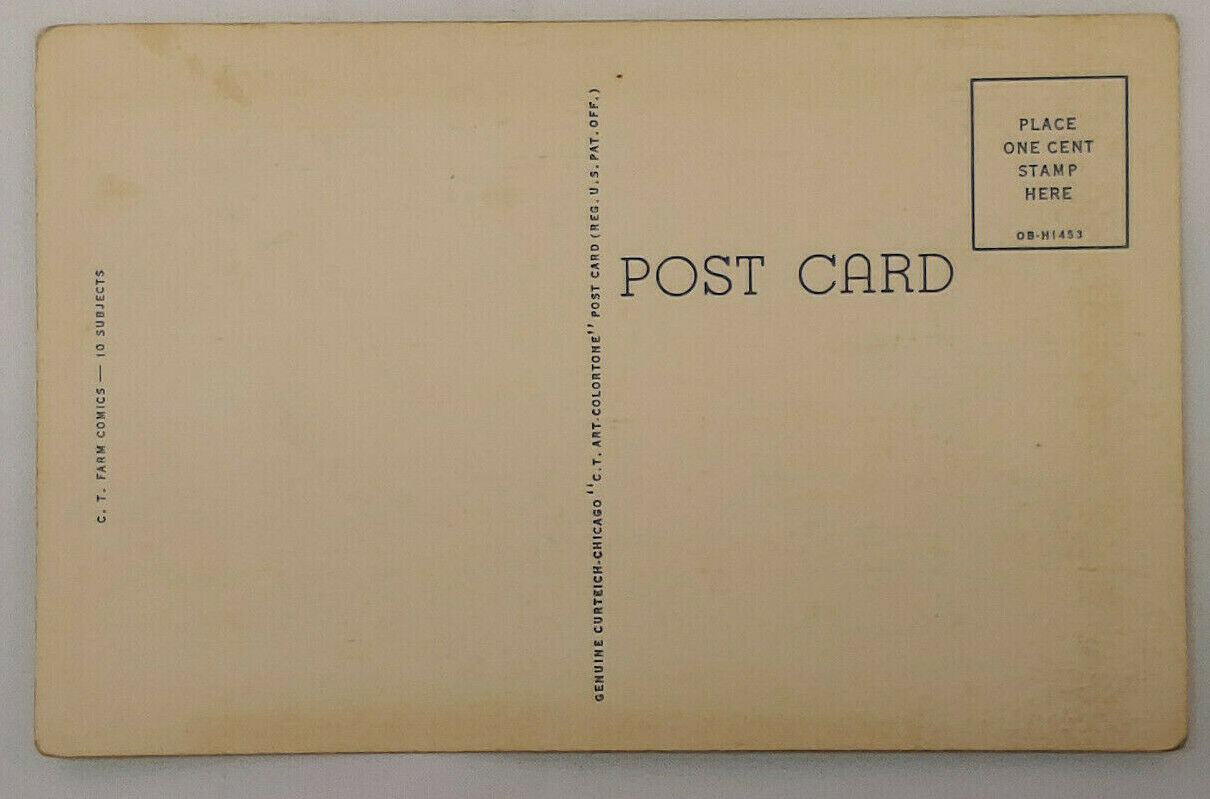 C. T. FARM COMICS — 10 SUBJECTS
GENUINE CURTEICH-CHICAGO "C.T. ART-COLORTONE" POST CARD (REG. U.S. PAT. OFF.)
POST CARD
PLACE
ONE CENT
STAMP
HERE
OB-H1453